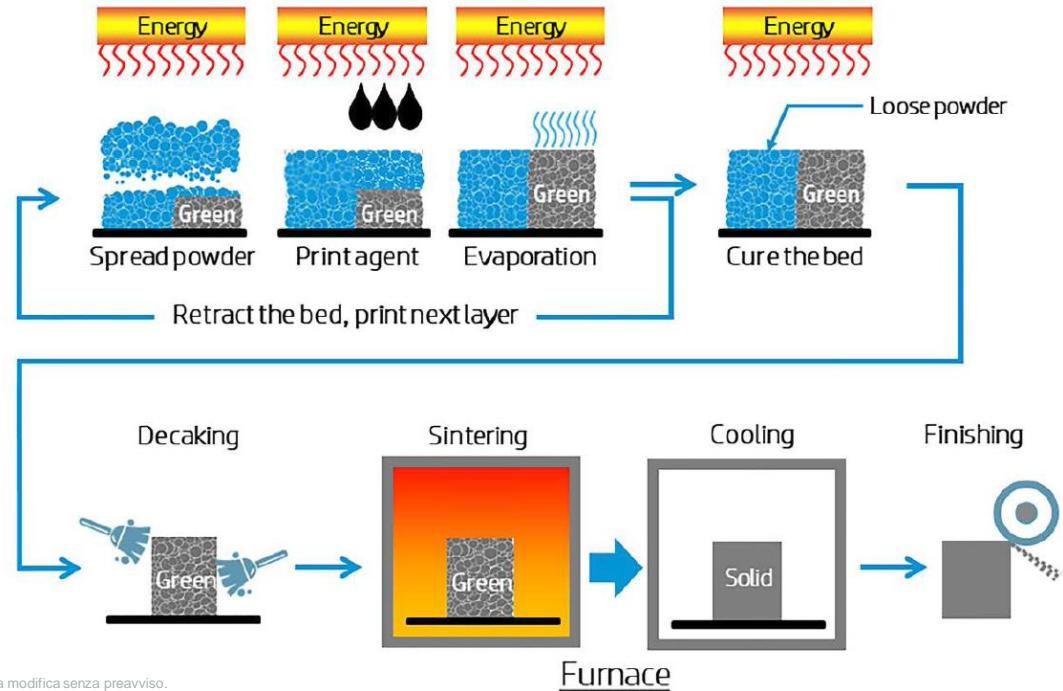 Energy Energy Energy Energy
Loose powder
Green Green Green Green
Spread powder Print agent Evaporation Cure the bed
Retract the bed, print next layer
Decaking Sintering Cooling Finishing
Green Green Solid
Furnace
a modifica senza preavviso.